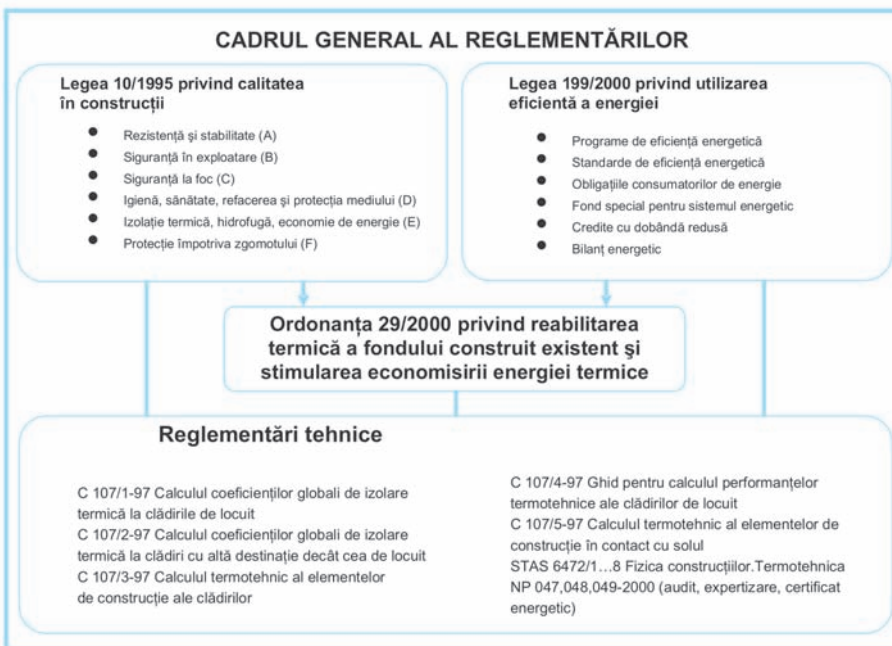 CADRUL GENERAL AL REGLEMENTĂRILOR
Legea 10/1995 privind calitatea
în construcții
● Rezistență și stabilitate (A)
● Siguranță în exploatare (B)
● Siguranță la foc (C)
● Igienă, sănătate, refacerea și protecția mediului (D)
● Izolație termică, hidrofugă, economie de energie (E)
● Protecție împotriva zgomotului (F)
Legea 199/2000 privind utilizarea
eficientă a energiei
● Programe de eficiență energetică
● Standarde de eficiență energetică
● Obligațiile consumatorilor de energie
● Fond special pentru sistemul energetic
● Credite cu dobândă redusă
● Bilanț energetic
Ordonanța 29/2000 privind reabilitarea
termică a fondului construit existent și
stimularea economisirii energiei termice
Reglementări tehnice
C 107/1-97 Calculul coeficienților globali de izolare
termică la clădirile de locuit
C 107/2-97 Calculul coeficienților globali de izolare
termică la clădiri cu altă destinație decât cea de locuit
C 107/3-97 Calculul termotehnic al elementelor
de construcție ale clădirilor
C 107/4-97 Ghid pentru calculul performanțelor
termotehnice ale clădirilor de locuit
C 107/5-97 Calculul termotehnic al elementelor de
construcție în contact cu solul
STAS 6472/1...8 Fizica construcțiilor.Termotehnica
NP 047,048,049-2000 (audit, expertizare, certificat
energetic)